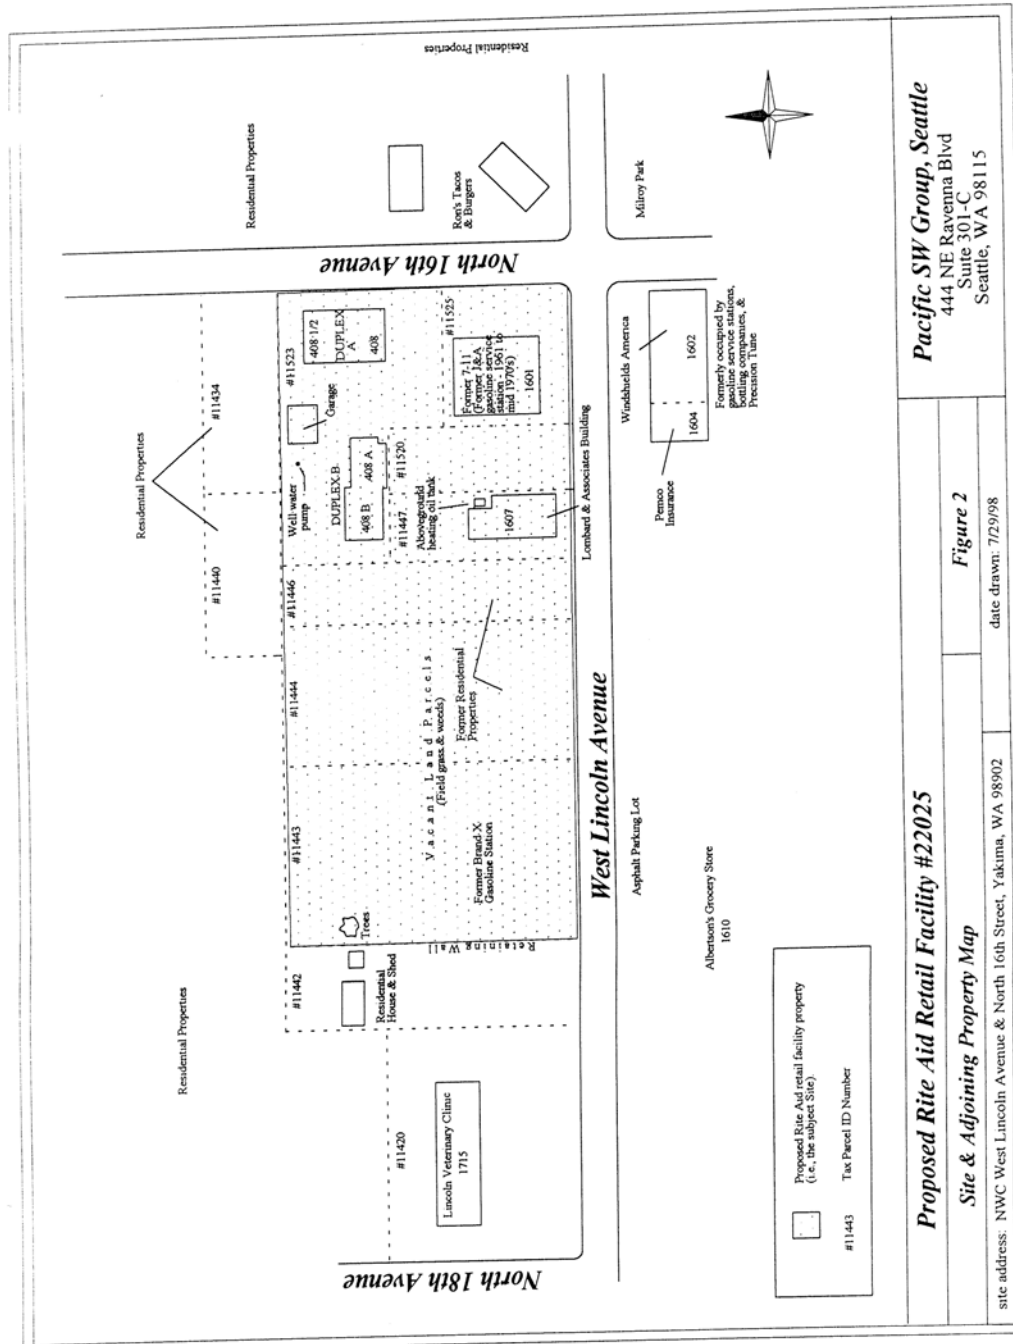 Residential Properties
Residential Properties
Residential Properties
Residential Properties
#11434
#11440
North 16th Avenue
Ron's Tacos
& Burgers
Milroy Park
#11523
408 1/2
DUPLEX
A
408
Garage
Well water
pump
DUPLEX B
408 B
408 A
#11525
Former 7-11
(Former J&A
gasoline service
station - 1961 to
mid 1970's)
1601
#11520
#11447
Aboveground
heating oil tank
1607
Lombard & Associates Building
#11446
#11444
#11443
Vacant Land Parcels
(Field grass & weeds)
Former Residential
Properties
Former Brand-X
Gasoline Station
Trees
Retaining Wall
#11442
Residential
House & Shed
#11420
Lincoln Veterinary Clinic
1715
North 18th Avenue
West Lincoln Avenue
Windshields America
1602
1604
Pemco
Insurance
Formerly occupied by
gasoline service stations,
bottling companies, &
Precision Tune
Asphalt Parking Lot
Albertson's Grocery Store
1610
Proposed Rite Aid retail facility property
(i.e., the subject Site).
#11443 Tax Parcel ID Number
Proposed Rite Aid Retail Facility #22025
Site & Adjoining Property Map
Figure 2
site address: NWC West Lincoln Avenue & North 16th Street, Yakima, WA 98902
date drawn: 7/29/98
Pacific SW Group, Seattle
444 NE Ravenna Blvd
Suite 301-C
Seattle, WA 98115